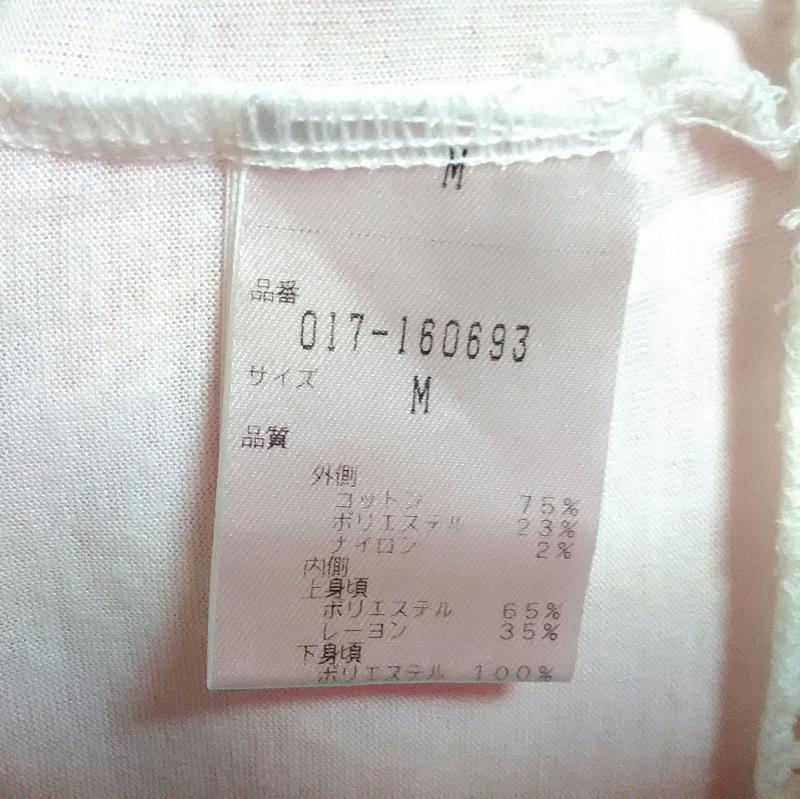 M
品番
017-160693
サイズ
M
品質
外側
コットン 75%
ポリエステル 23%
ナイロン 2%
内側
上身頃
ポリエステル 65%
レーヨン 35%
下身頃
ポリエステル 100%